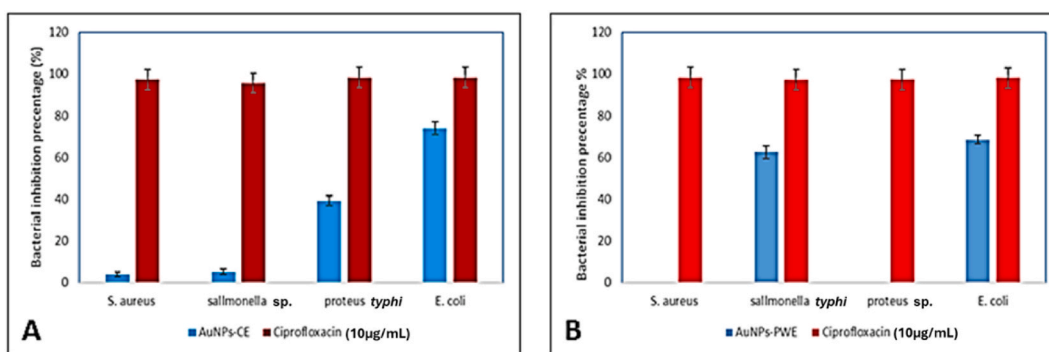 Bacterial inhibition precentage (%)
120
100
80
60
40
20
0
S. aureus sallmonella sp. proteus typhi E. coli
A
AuNPs-CE Ciprofloxacin (10µg/mL)
Bacterial inhibition precentage %
120
100
80
60
40
20
0
S. aureus sallmonella typhi proteus sp. E. coli
B
AuNPs-PWE Ciprofloxacin (10µg/mL)